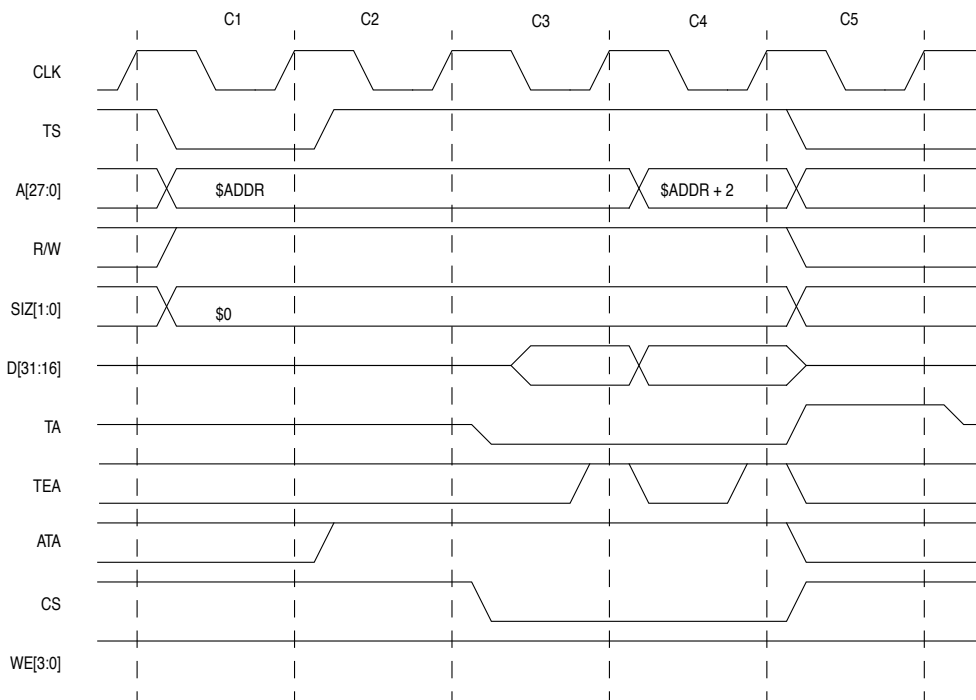 C1 C2 C3 C4 C5
CLK
TS
A[27:0] $ADDR $ADDR + 2
R/W
SIZ[1:0] $0
D[31:16]
TA
TEA
ATA
CS
WE[3:0]